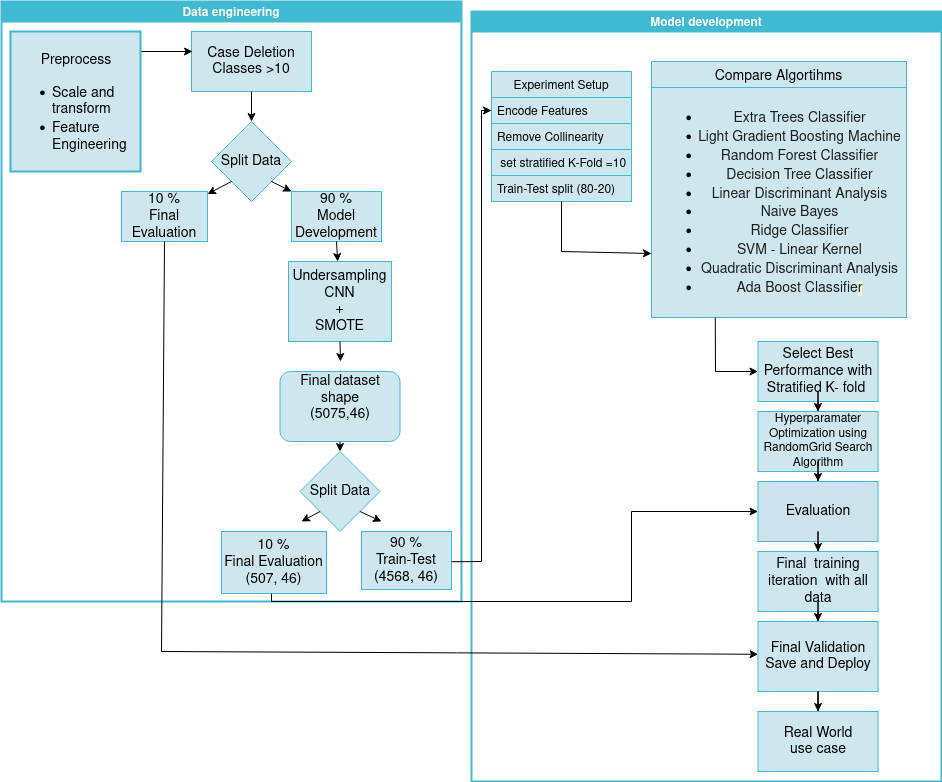 Data engineering
Preprocess
Scale and
transform
Feature
Engineering
Case Deletion
Classes >10
Split Data
10 %
Final
Evaluation
90 %
Model
Development
Undersampling
CNN
+
SMOTE
Final dataset
shape
(5075,46)
Split Data
10 %
Final Evaluation
(507, 46)
90 %
Train-Test
(4568, 46)
Model development
Experiment Setup
Encode Features
Remove Collinearity
set stratified K-Fold =10
Train-Test split (80-20)
Compare Algortihms
Extra Trees Classifier
Light Gradient Boosting Machine
Random Forest Classifier
Decision Tree Classifier
Linear Discriminant Analysis
Naive Bayes
Ridge Classifier
SVM - Linear Kernel
Quadratic Discriminant Analysis
Ada Boost Classifier
Select Best
Performance with
Stratified K- fold
Hyperparamater
Optimization using
RandomGrid Search
Algorithm
Evaluation
Final training
iteration with all
data
Final Validation
Save and Deploy
Real World
use case